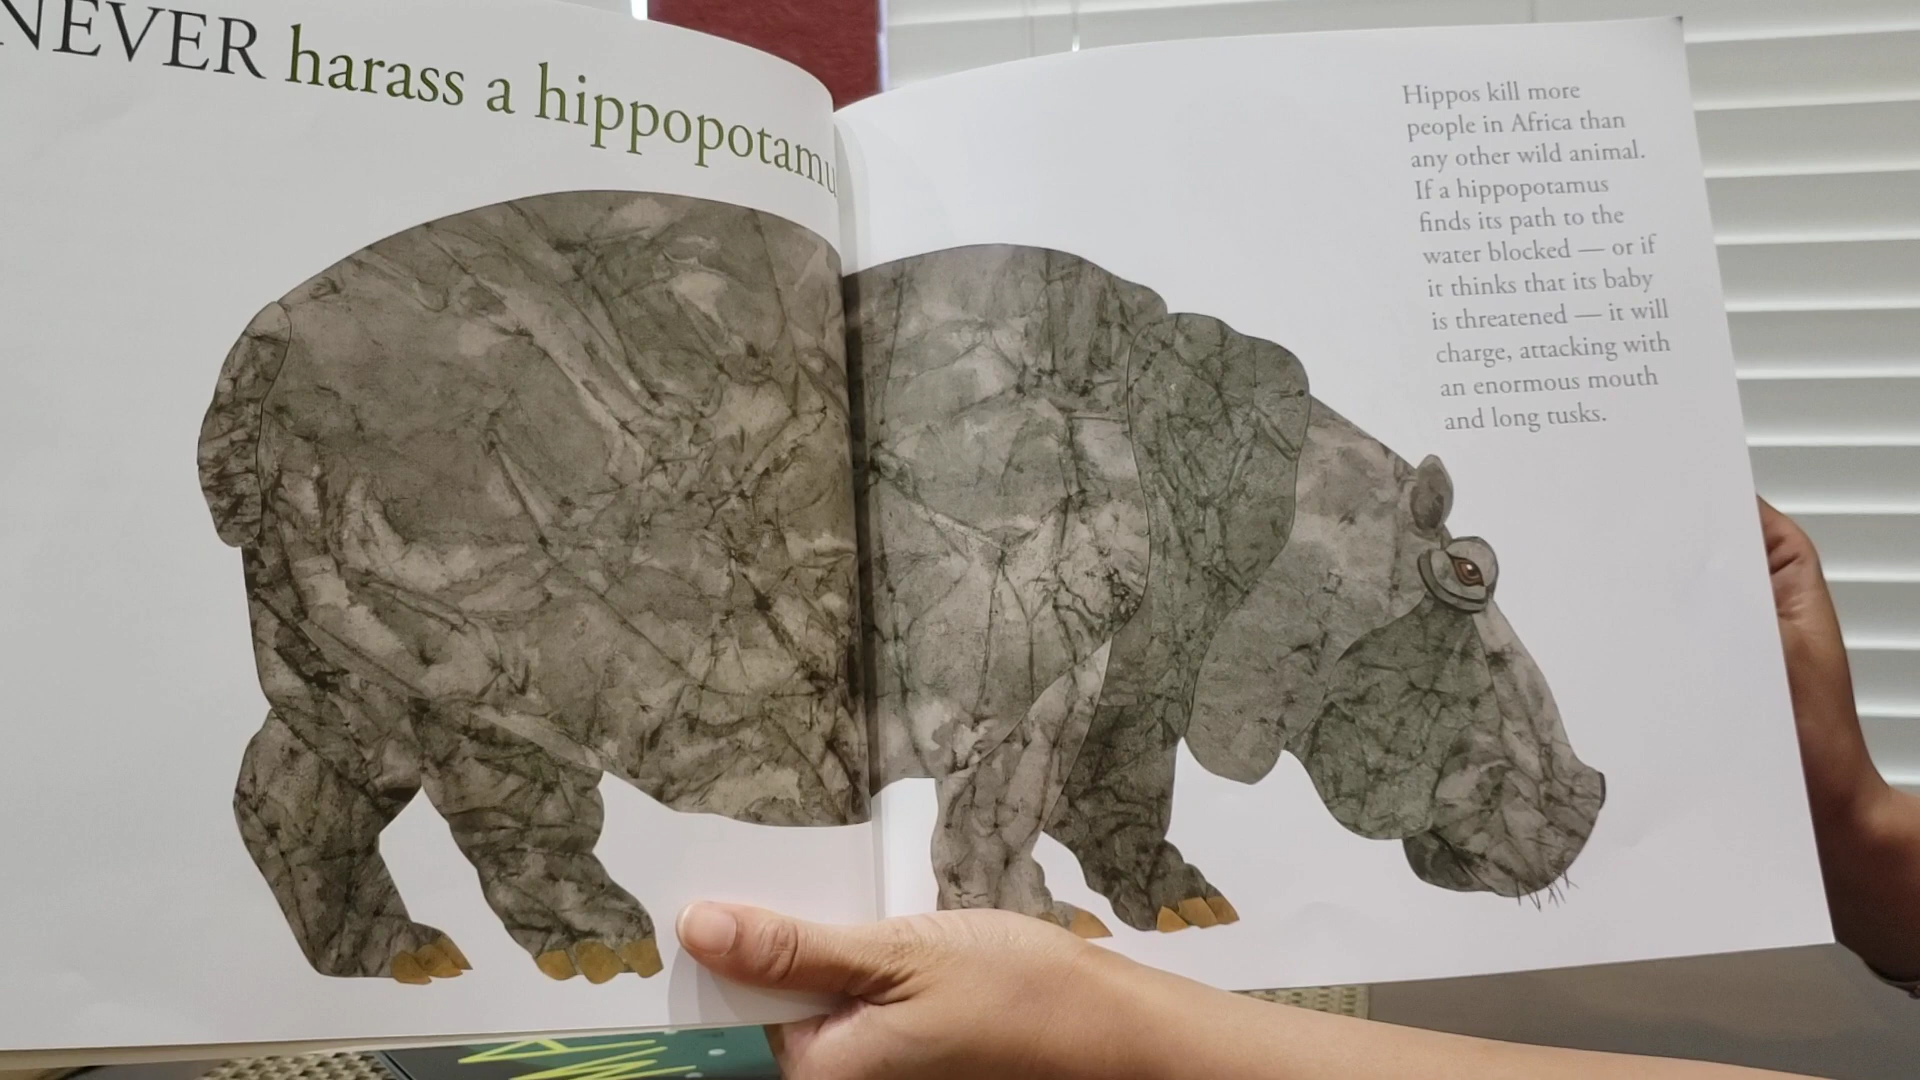 NEVER harass a hippopotamu
Hippos kill more
people in Africa than
any other wild animal.
If a hippopotamus
finds its path to the
water blocked — or if
it thinks that its baby
is threatened — it will
charge, attacking with
an enormous mouth
and long tusks.